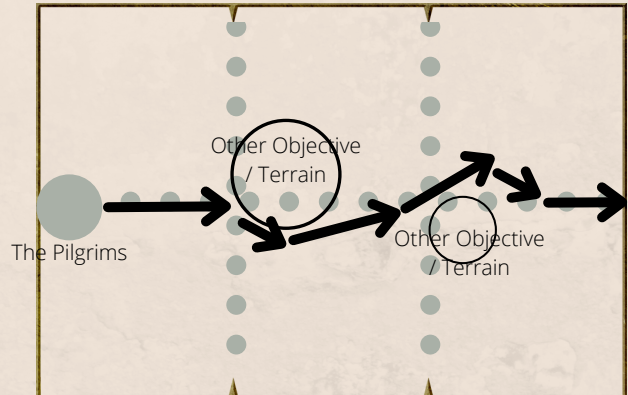 Other Objective
/ Terrain
The Pilgrims
Other Objective
/ Terrain